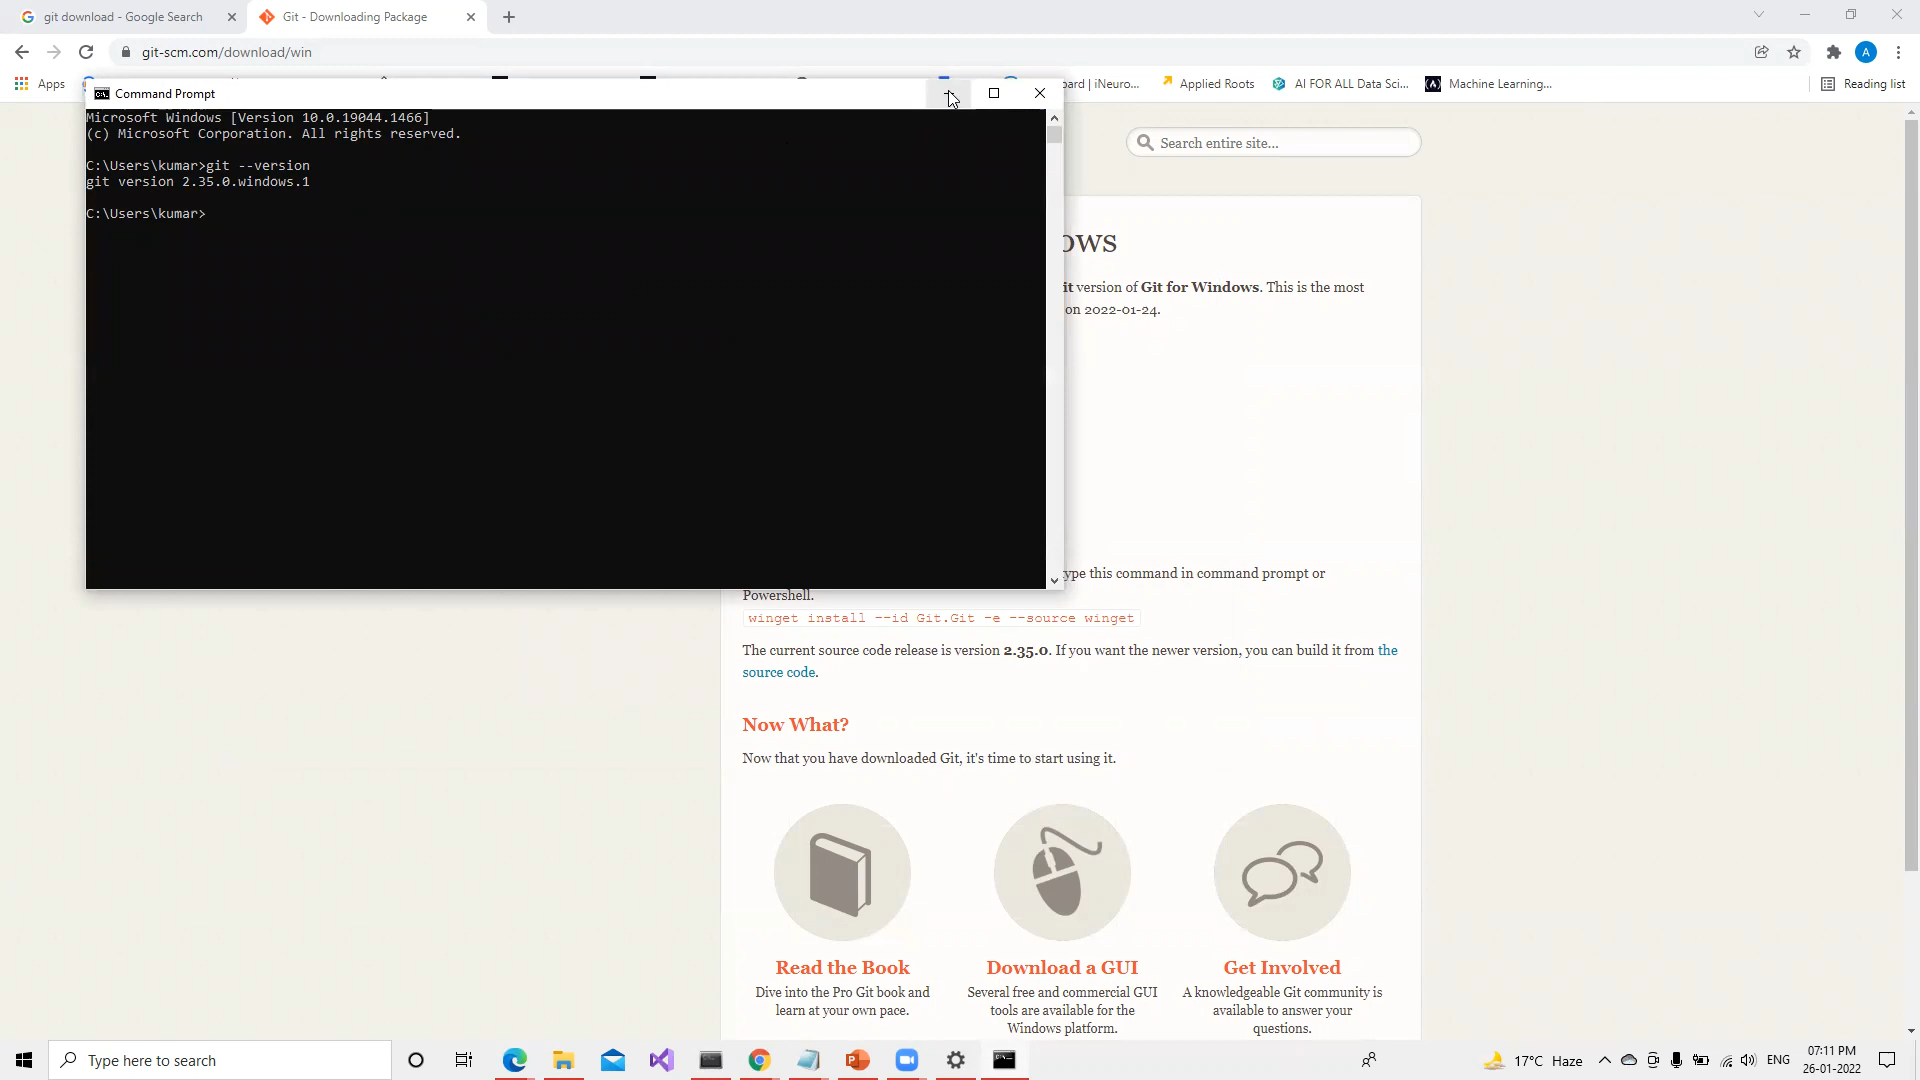 git download - Google Search
Git - Downloading Package
git-scm.com/download/win
A
Apps
Applied Roots
AI FOR ALL Data Sci...
Machine Learning...
Reading list
Command Prompt
Microsoft Windows [Version 10.0.19044.1466]
(c) Microsoft Corporation. All rights reserved.
C:\Users\kumar>git --version
git version 2.35.0.windows.1
C:\Users\kumar>
Search entire site...
version of Git for Windows. This is the most
on 2022-01-24.
this command in command prompt or
Powershell.
winget install --id Git.Git -e --source winget
The current source code release is version 2.35.0. If you want the newer version, you can build it from the
source code.
Now What?
Now that you have downloaded Git, it's time to start using it.
Read the Book
Dive into the Pro Git book and
learn at your own pace.
Download a GUI
Several free and commercial GUI
tools are available for the
Windows platform.
Get Involved
A knowledgeable Git community is
available to answer your
questions.
Type here to search
17°C Haze
ENG
07:11 PM
26-01-2022